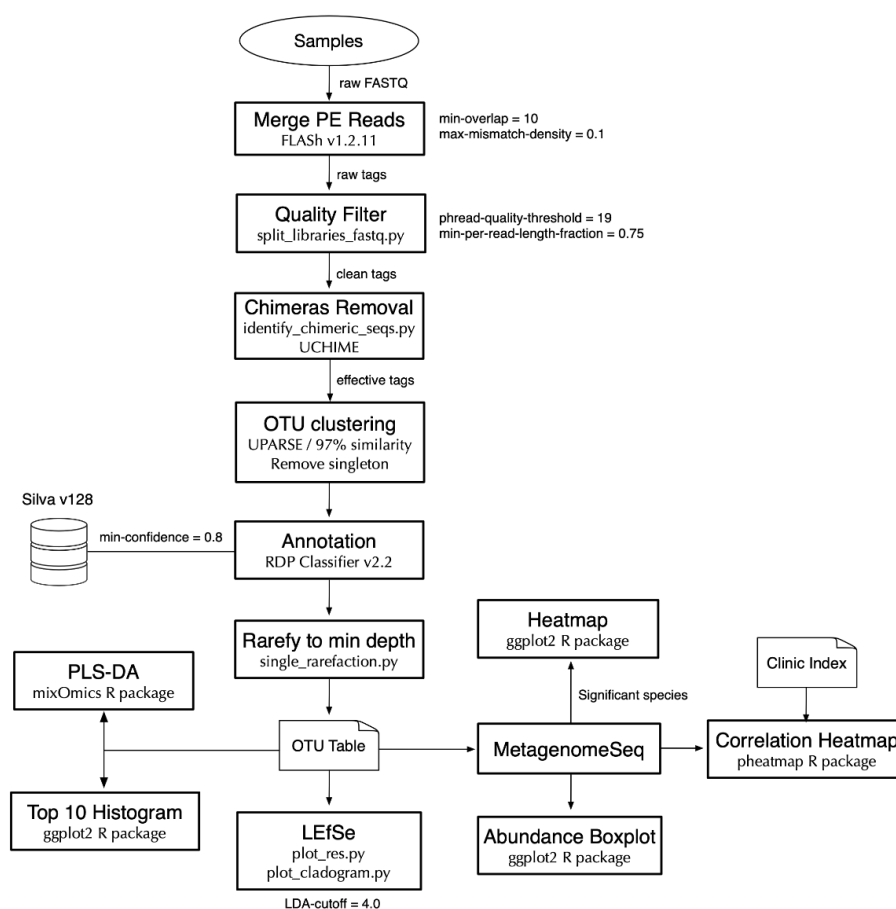 Samples
raw FASTQ
Merge PE Reads
FLASh v1.2.11
min-overlap = 10
max-mismatch-density = 0.1
raw tags
Quality Filter
split_libraries_fastq.py
phread-quality-threshold = 19
min-per-read-length-fraction = 0.75
clean tags
Chimeras Removal
identify_chimeric_seqs.py
UCHIME
effective tags
OTU clustering
UPARSE / 97% similarity
Remove singleton
Silva v128
min-confidence = 0.8
Annotation
RDP Classifier v2.2
Rarefy to min depth
single_rarefaction.py
Heatmap
ggplot2 R package
Clinic Index
PLS-DA
mixOmics R package
Significant species
OTU Table
MetagenomeSeq
Correlation Heatmap
pheatmap R package
Top 10 Histogram
ggplot2 R package
LEfSe
plot_res.py
plot_cladogram.py
LDA-cutoff = 4.0
Abundance Boxplot
ggplot2 R package